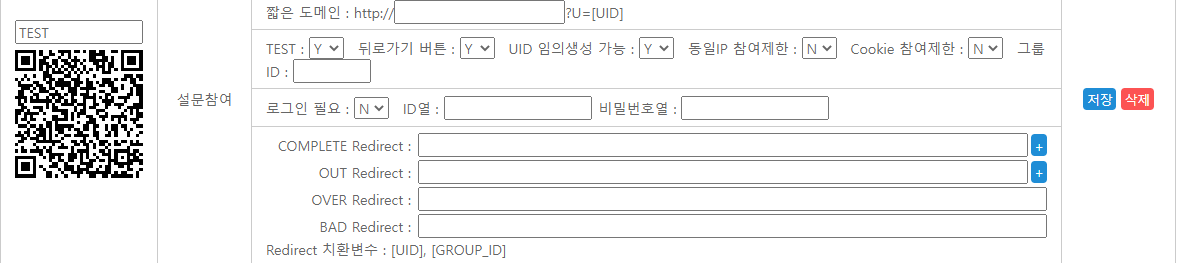 짧은 도메인 : http:// ?U=[UID]
TEST
TEST : Y 뒤로가기 버튼 : Y UID 임의생성 가능 : Y 동일IP 참여제한 : N Cookie 참여제한 : N 그룹
ID :
설문참여
로그인 필요 : N ID열 : 비밀번호열 :
저장 삭제
COMPLETE Redirect : +
OUT Redirect : +
OVER Redirect :
BAD Redirect :
Redirect 치환변수 : [UID], [GROUP_ID]